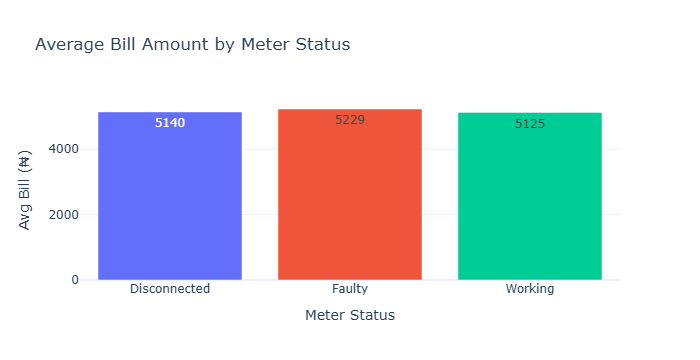 Average Bill Amount by Meter Status
5140
5229
5125
4000
2000
0
Avg Bill (₦)
Disconnected
Faulty
Working
Meter Status